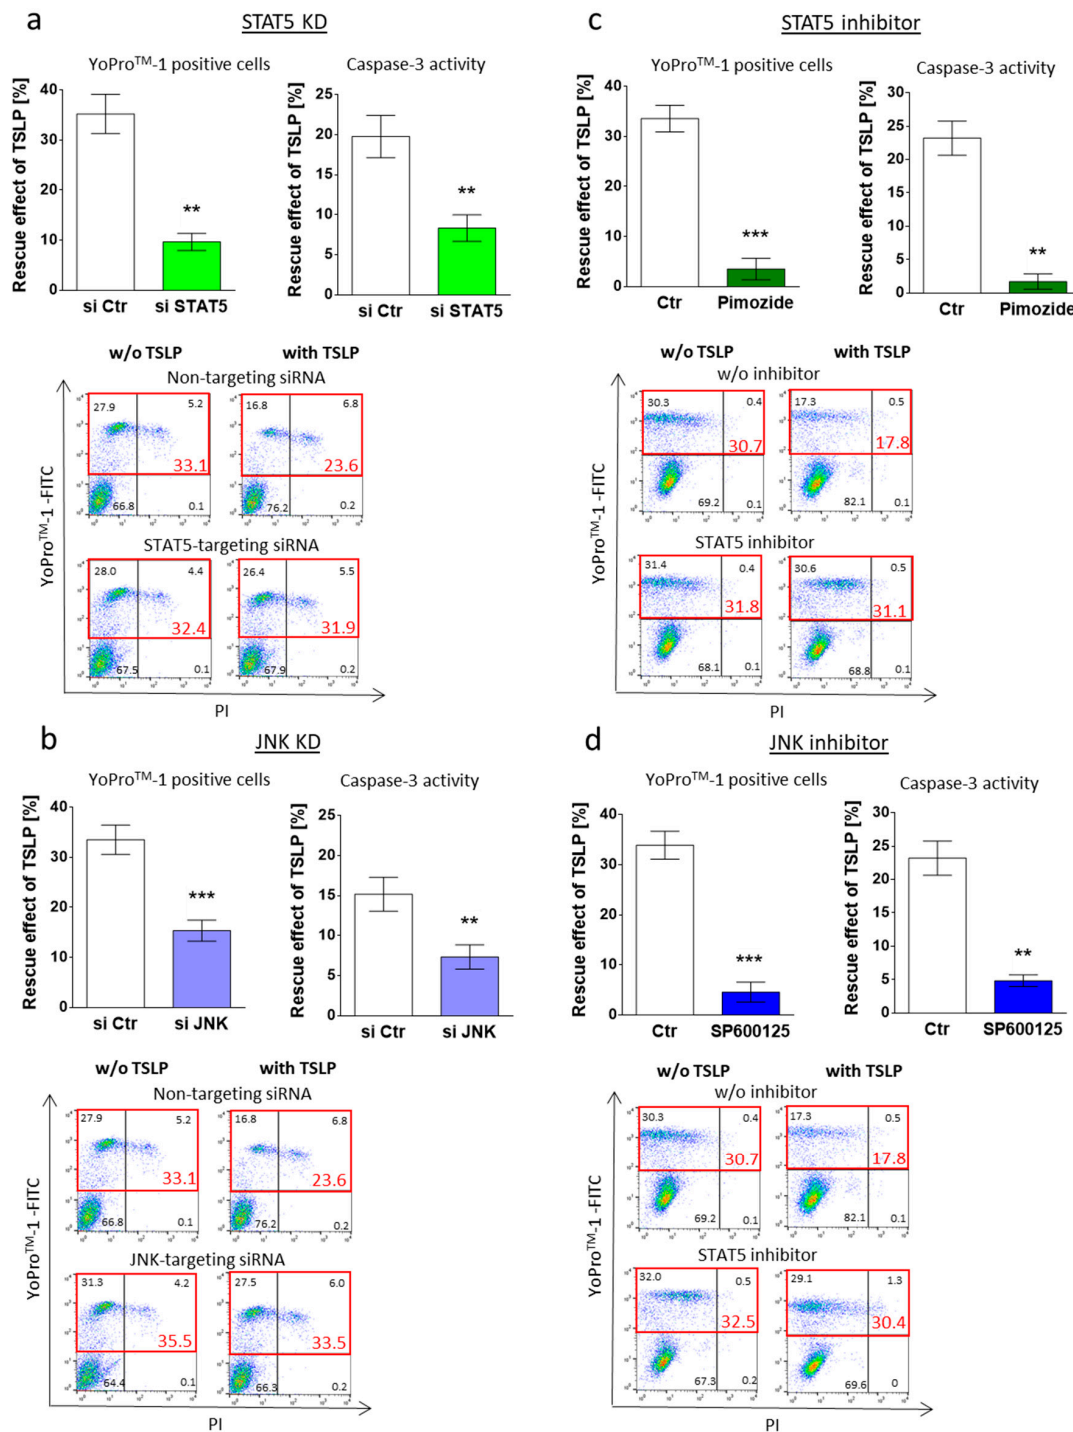 a
STAT5 KD
YoPro™-1 positive cells
Caspase-3 activity
Rescue effect of TSLP [%]
40
30
20
10
0
si Ctr
si STAT5
**
Rescue effect of TSLP [%]
25
20
15
10
5
0
si Ctr
si STAT5
**
w/o TSLP
with TSLP
Non-targeting siRNA
27.9
5.2
33.1
66.8
0.1
16.8
6.8
23.6
76.2
0.2
STAT5-targeting siRNA
28.0
4.4
32.4
67.5
0.1
26.4
5.5
31.9
67.9
0.2
YoPro™-1 -FITC
PI
c
STAT5 inhibitor
YoPro™-1 positive cells
Caspase-3 activity
Rescue effect of TSLP [%]
40
30
20
10
0
Ctr
Pimozide
***
Rescue effect of TSLP [%]
30
25
20
15
10
5
0
Ctr
Pimozide
**
w/o TSLP
with TSLP
w/o inhibitor
30.3
0.4
30.7
69.2
0.1
17.3
0.5
17.8
82.1
0.1
STAT5 inhibitor
31.4
0.4
31.8
68.1
0.1
30.6
0.5
31.1
68.8
0.1
YoPro™-1 -FITC
PI
b
JNK KD
YoPro™-1 positive cells
Caspase-3 activity
Rescue effect of TSLP [%]
40
30
20
10
0
si Ctr
si JNK
***
Rescue effect of TSLP [%]
25
20
15
10
5
0
si Ctr
si JNK
**
w/o TSLP
with TSLP
Non-targeting siRNA
27.9
5.2
33.1
66.8
0.1
16.8
6.8
23.6
76.2
0.2
JNK-targeting siRNA
31.3
4.2
35.5
64.4
0.1
27.5
6.0
33.5
66.3
0.2
YoPro™-1 -FITC
PI
d
JNK inhibitor
YoPro™-1 positive cells
Caspase-3 activity
Rescue effect of TSLP [%]
40
30
20
10
0
Ctr
SP600125
***
Rescue effect of TSLP [%]
30
25
20
15
10
5
0
Ctr
SP600125
**
w/o TSLP
with TSLP
w/o inhibitor
30.3
0.4
30.7
69.2
0.1
17.3
0.5
17.8
82.1
0.1
STAT5 inhibitor
32.0
0.5
32.5
67.3
0.2
29.1
1.3
30.4
69.6
0
YoPro™-1 -FITC
PI